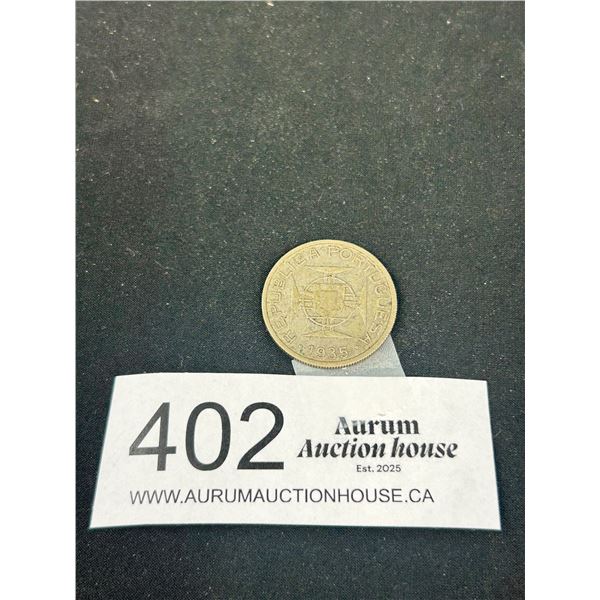 REPUBLICA PORTUGUESA
1935
402
Aurum
Auction house
Est. 2025
WWW.AURUMAUCTIONHOUSE.CA